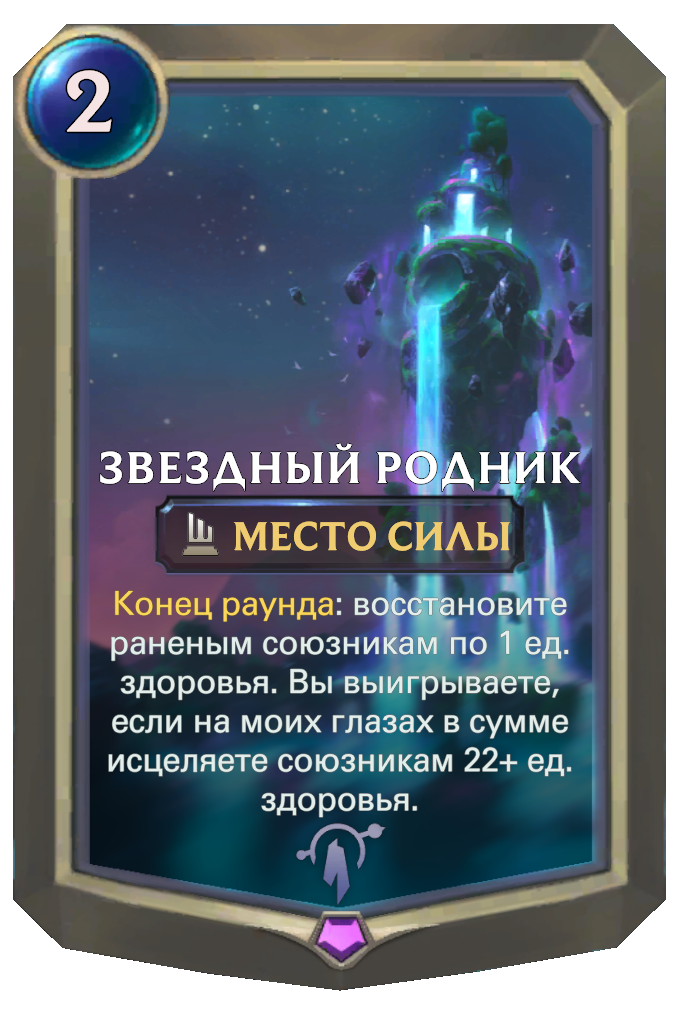 2
ЗВЕЗДНЫЙ РОДНИК
МЕСТО СИЛЫ
Конец раунда: восстановите
раненым союзникам по 1 ед.
здоровья. Вы выигрываете,
если на моих глазах в сумме
исцеляете союзникам 22+ ед.
здоровья.